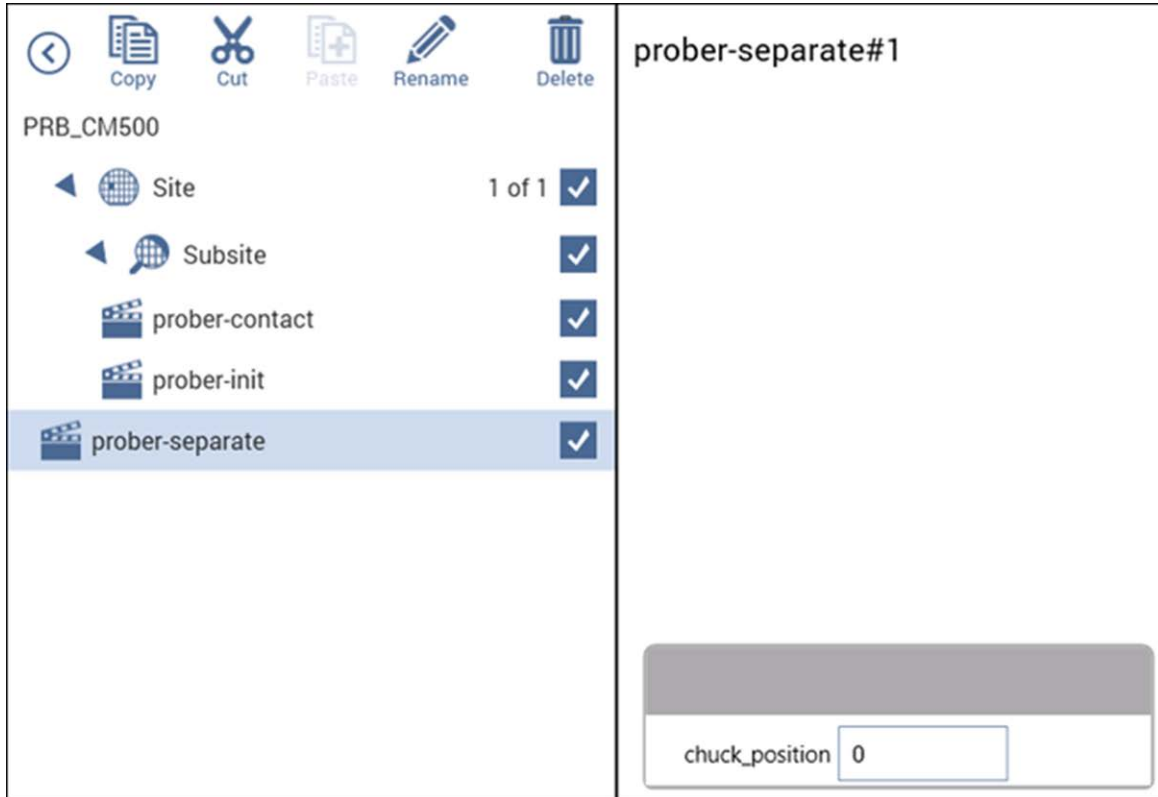 Copy Cut Paste Rename Delete
PRB_CM500
Site 1 of 1
Subsite
prober-contact
prober-init
prober-separate
prober-separate#1
chuck_position 0